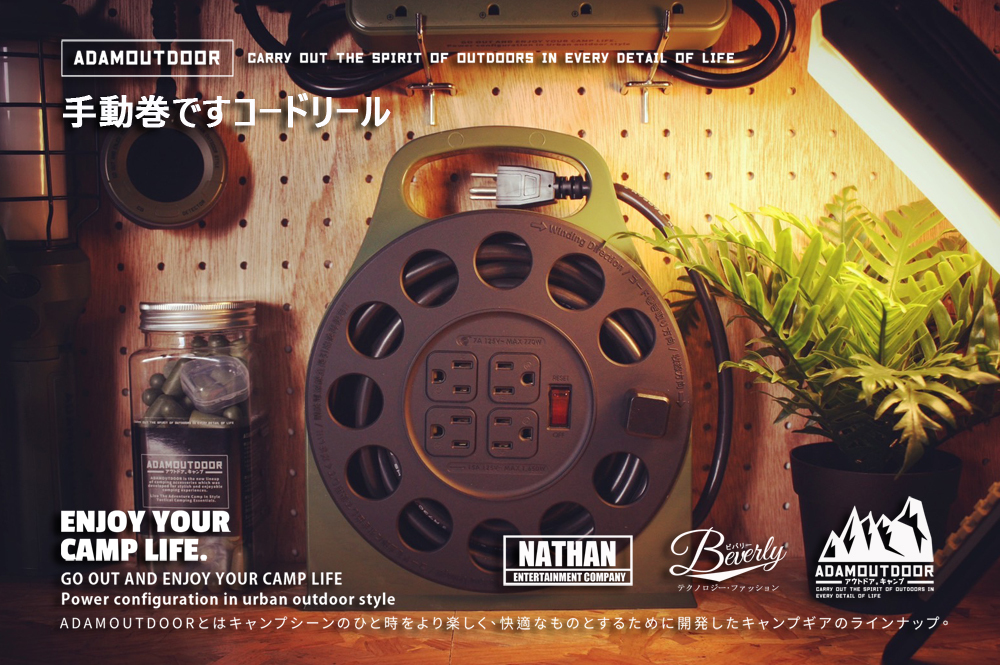 ADAMOUTDOOR CARRY OUT THE SPIRIT OF OUTDOORS IN EVERY DETAIL OF LIFE
手動巻ですコードリール
Winding Direction
RESET
ADAMOUTDOOR
アウトドア。キャンプ
ENJOY YOUR
CAMP LIFE.
GO OUT AND ENJOY YOUR CAMP LIFE
Power configuration in urban outdoor style
ADAMOUTDOORとはキャンプシーンのひと時をより楽しく、快適なものとするために開発したキャンプギアのラインナップ。
NATHAN
ENTERTAINMENT COMPANY
ビバリー
Beverly
テクノロジー・ファッション
ADAMOUTDOOR
アウトドア。キャンプ
CARRY OUT THE SPIRIT OF OUTDOORS IN
EVERY DETAIL OF LIFE